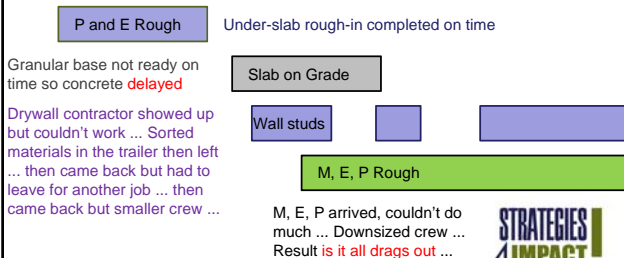 P and E Rough
Under-slab rough-in completed on time
Granular base not ready on
time so concrete delayed
Slab on Grade
Drywall contractor showed up
but couldn't work ... Sorted
materials in the trailer then left
... then came back but had to
leave for another job ... then
came back but smaller crew ...
Wall studs
M, E, P Rough
M, E, P arrived, couldn't do
much ... Downsized crew ...
Result is it all drags out ...
STRATEGIES
4 IMPACT